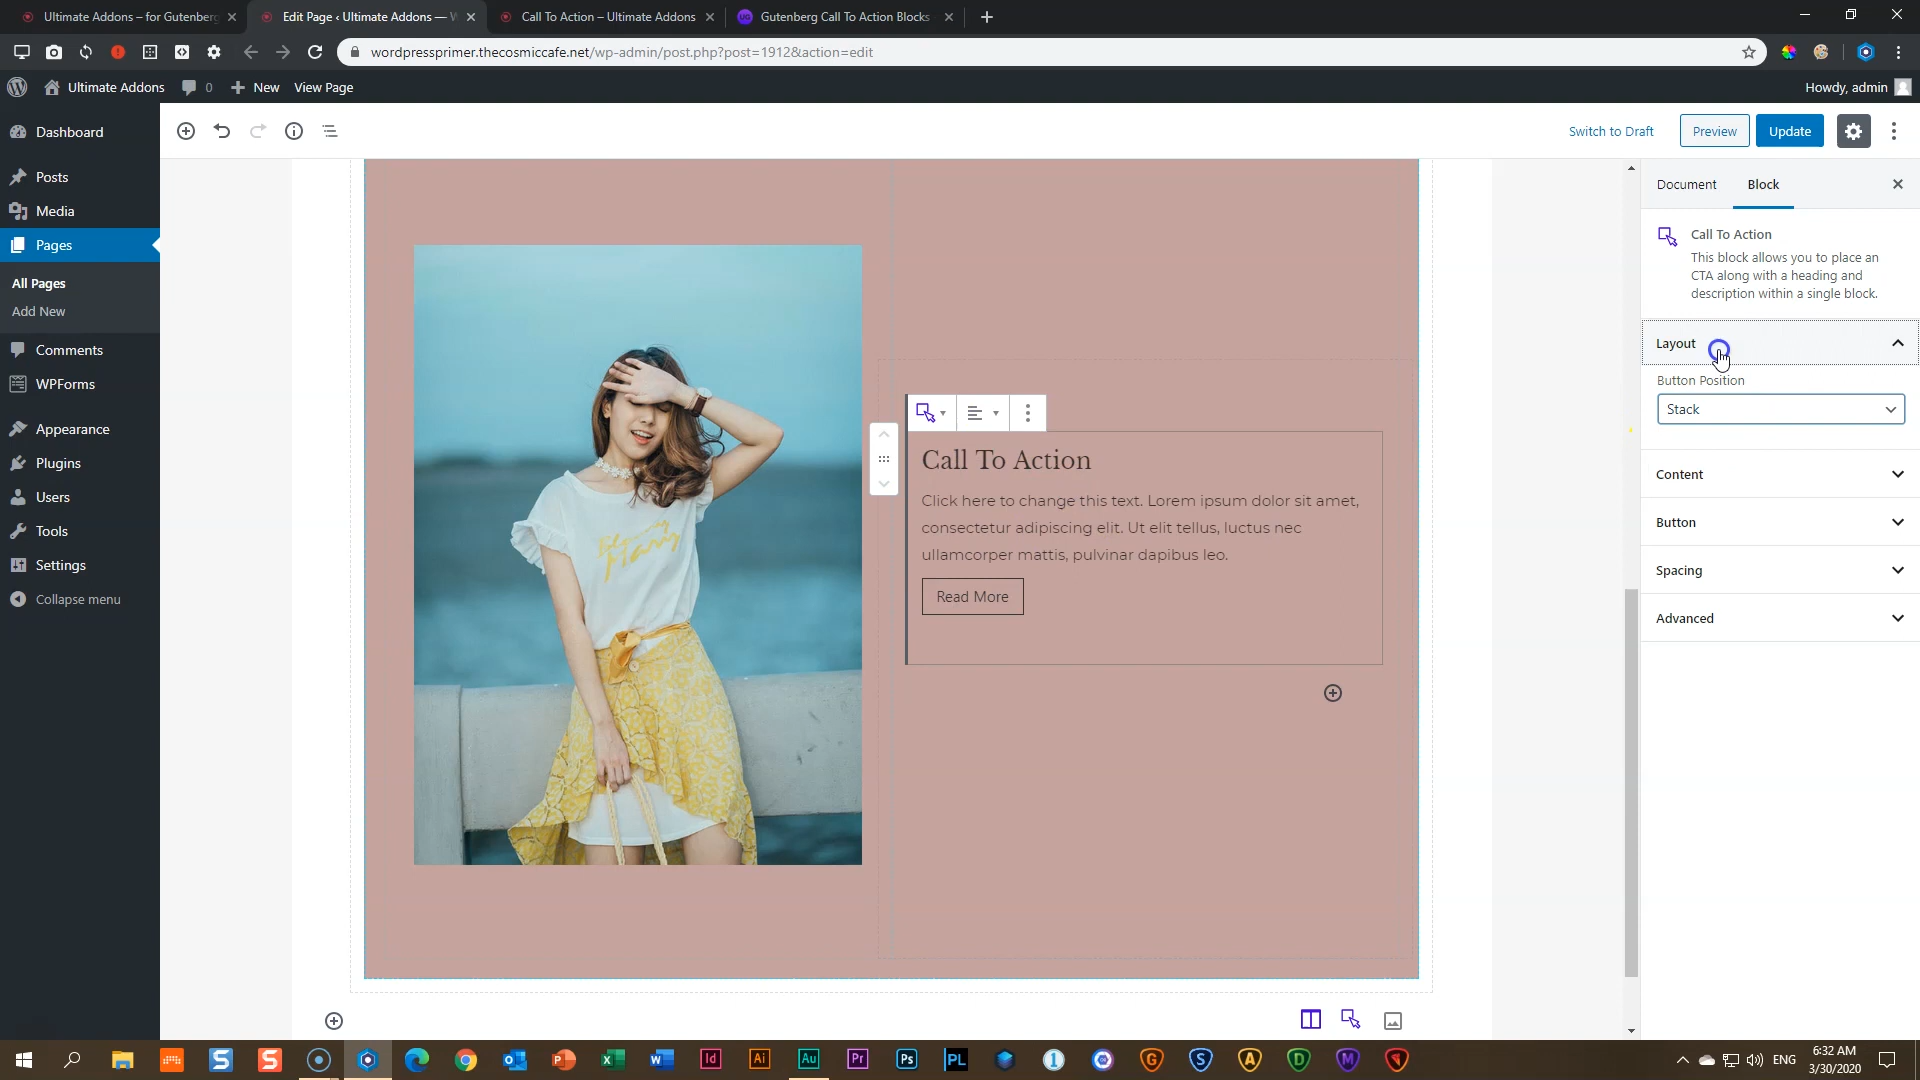 Ultimate Addons – for Gutenberg
Edit Page ‹ Ultimate Addons — W
Call To Action – Ultimate Addons
Gutenberg Call To Action Blocks
wordpressprimer.thecosmiccafe.net/wp-admin/post.php?post=1912&action=edit
Ultimate Addons
0
New
View Page
Howdy, admin
Dashboard
Posts
Media
Pages
All Pages
Add New
Comments
WPForms
Appearance
Plugins
Users
Tools
Settings
Collapse menu
Switch to Draft
Preview
Update
Document
Block
Call To Action
This block allows you to place an
CTA along with a heading and
description within a single block.
Layout
Button Position
Stack
Content
Button
Spacing
Advanced
Call To Action
Click here to change this text. Lorem ipsum dolor sit amet,
consectetur adipiscing elit. Ut elit tellus, luctus nec
ullamcorper mattis, pulvinar dapibus leo.
Read More
ENG
6:32 AM
3/30/2020